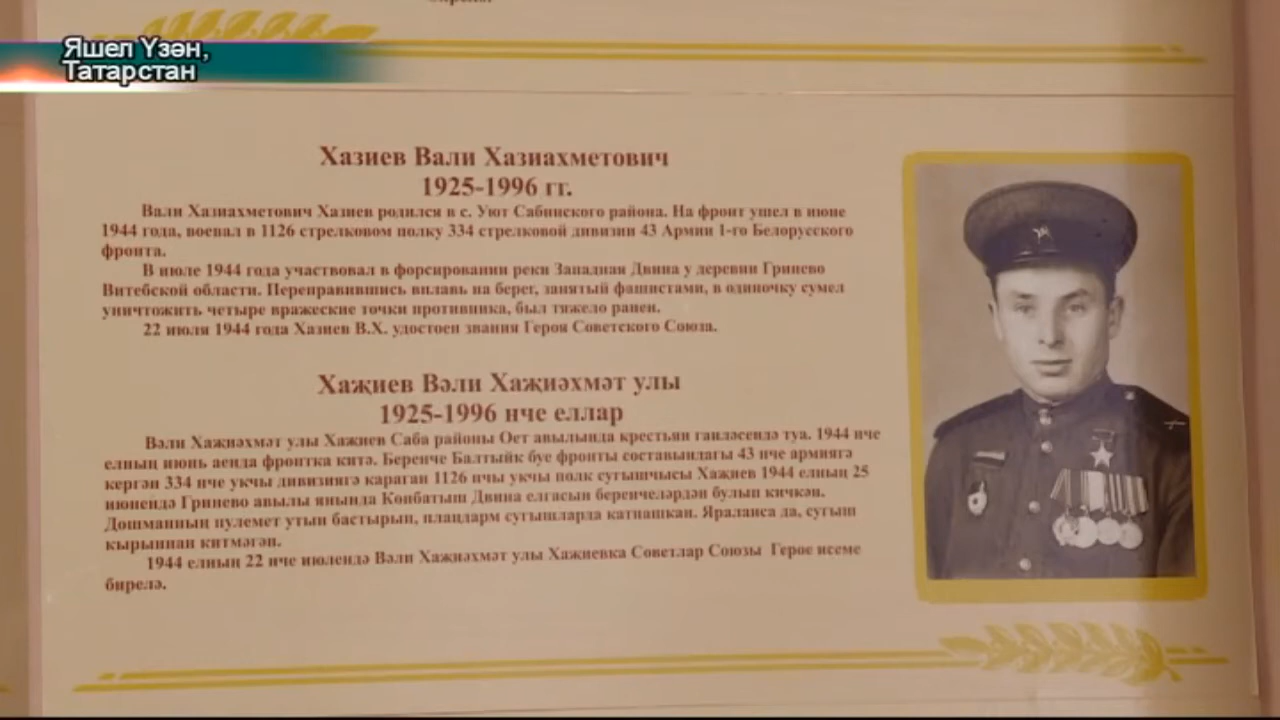 Яшел Үзән,
Татарстан
Хазиев Вали Хазиахметович
1925-1996 гг.
Вали Хазиахметович Хазиев родился в с. Уют Сабинского района. На фронт ушел в июне
1944 года, воевал в 1126 стрелковом полку 334 стрелковой дивизии 43 Армии 1-го Белорусского
фронта.
В июле 1944 года участвовал в форсировании реки Западная Двина у деревни Гринево
Витебской области. Переправившись вплавь на берег, занятый фашистами, в одиночку сумел
уничтожить четыре вражеские точки противника, был тяжело ранен.
22 июля 1944 года Хазиев В.Х. удостоен звания Героя Советского Союза.
Хаҗиев Вәли Хаҗиәхмәт улы
1925-1996 нче еллар
Вәли Хаҗиәхмәт улы Хаҗиев Саба районы Оет авылында крестьян гаиләсендә туа. 1944 нче
елның июнь аенда фронтка китә. Беренче Балтыйк буе фронты составындагы 43 нче армиягә
кергән 334 нче укчы дивизиягә караган 1126 нчы укчы полк сугышчысы Хаҗиев 1944 елның 25
июнендә Гринево авылы янында Көнбатыш Двина елгасын беренчеләрдән булып кичкән.
Дошманның пулемет утын бастырып, плацдарм сугышларда катнашкан. Яраланса да, сугыш
кырыннан китмәгән.
1944 елның 22 нче июлендә Вәли Хаҗиәхмәт улы Хаҗиевка Советлар Союзы Герое исеме
бирелә.